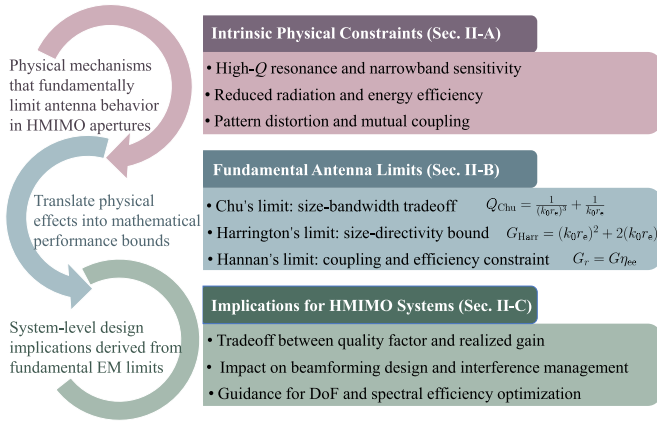 Physical mechanisms
that fundamentally
limit antenna behavior
in HMIMO apertures
Intrinsic Physical Constraints (Sec. II-A)
• High-Q resonance and narrowband sensitivity
• Reduced radiation and energy efficiency
• Pattern distortion and mutual coupling
Translate physical
effects into mathematical
performance bounds
Fundamental Antenna Limits (Sec. II-B)
• Chu's limit: size-bandwidth tradeoff Q_Chu = 1/(k₀rₑ)³ + 1/k₀rₑ
• Harrington's limit: size-directivity bound G_Harr = (k₀rₑ)² + 2(k₀rₑ)
• Hannan's limit: coupling and efficiency constraint G_r = Gη_ee
System-level design
implications derived from
fundamental EM limits
Implications for HMIMO Systems (Sec. II-C)
• Tradeoff between quality factor and realized gain
• Impact on beamforming design and interference management
• Guidance for DoF and spectral efficiency optimization